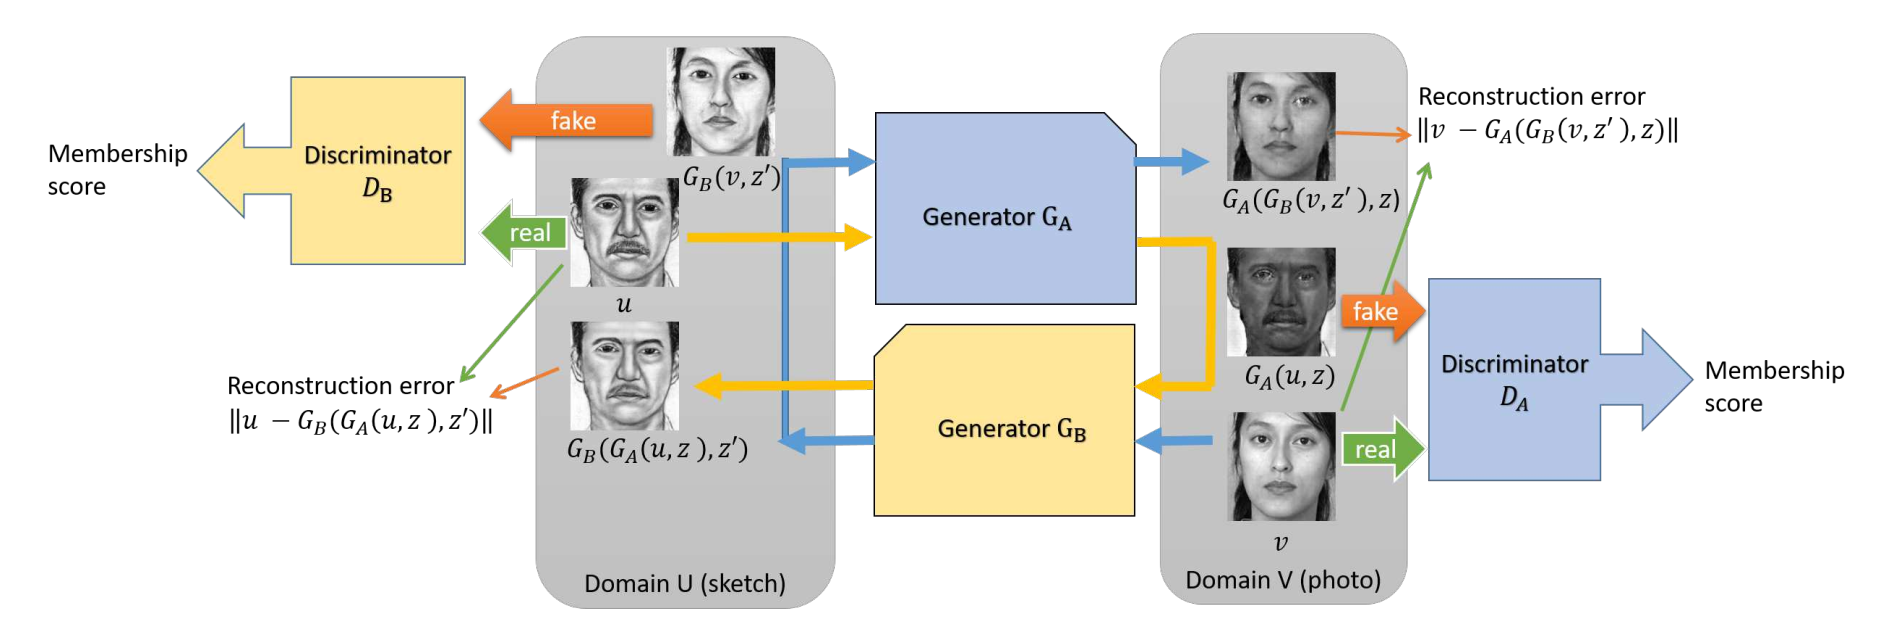 Membership
score
Discriminator
D_B
fake
real
G_B(v, z′)
u
Reconstruction error
‖u − G_B(G_A(u, z ), z′)‖
G_B(G_A(u, z ), z′)
Domain U (sketch)
Generator G_A
Generator G_B
G_A(G_B(v, z′ ), z)
Reconstruction error
‖v − G_A(G_B(v, z′ ), z)‖
G_A(u, z)
fake
real
v
Domain V (photo)
Discriminator
D_A
Membership
score